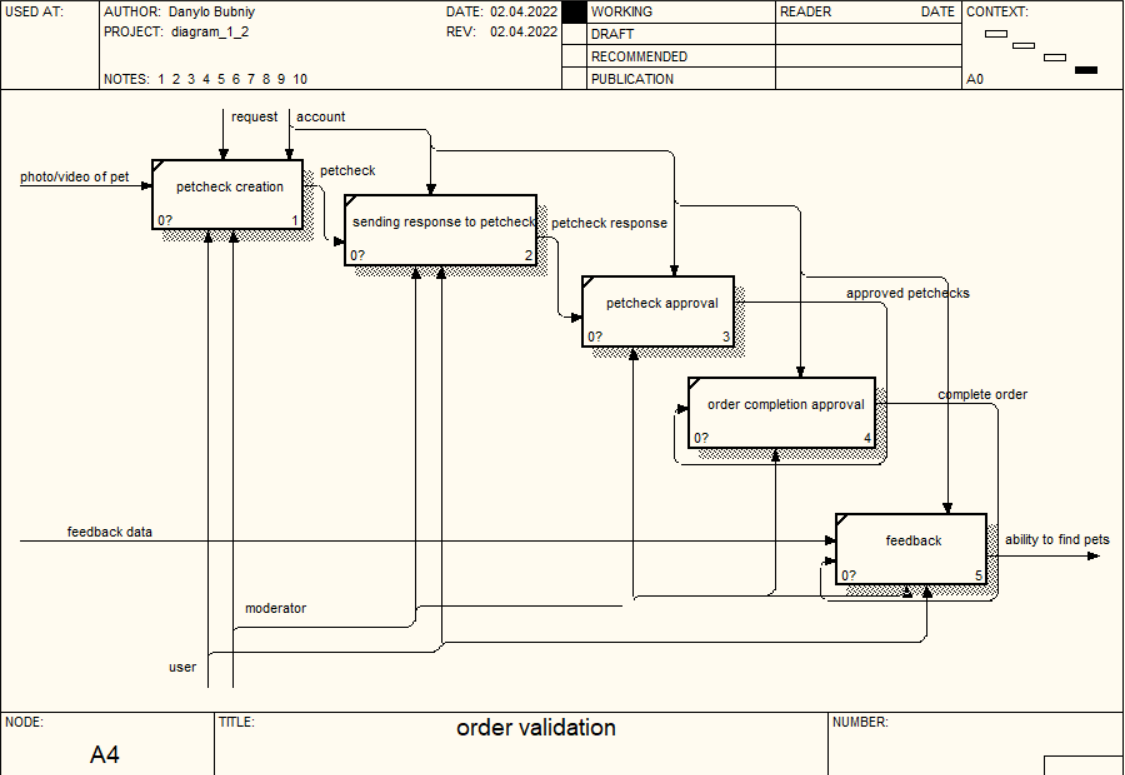 USED AT:
AUTHOR: Danylo Bubniy
DATE: 02.04.2022
PROJECT: diagram_1_2
REV: 02.04.2022
NOTES: 1 2 3 4 5 6 7 8 9 10
WORKING
DRAFT
RECOMMENDED
PUBLICATION
READER
DATE
CONTEXT:
A0
request
account
photo/video of pet
petcheck creation
0?
1
petcheck
sending response to petcheck
0?
2
petcheck response
petcheck approval
0?
3
approved petchecks
order completion approval
0?
4
complete order
feedback data
feedback
0?
5
ability to find pets
moderator
user
NODE:
A4
TITLE:
order validation
NUMBER: